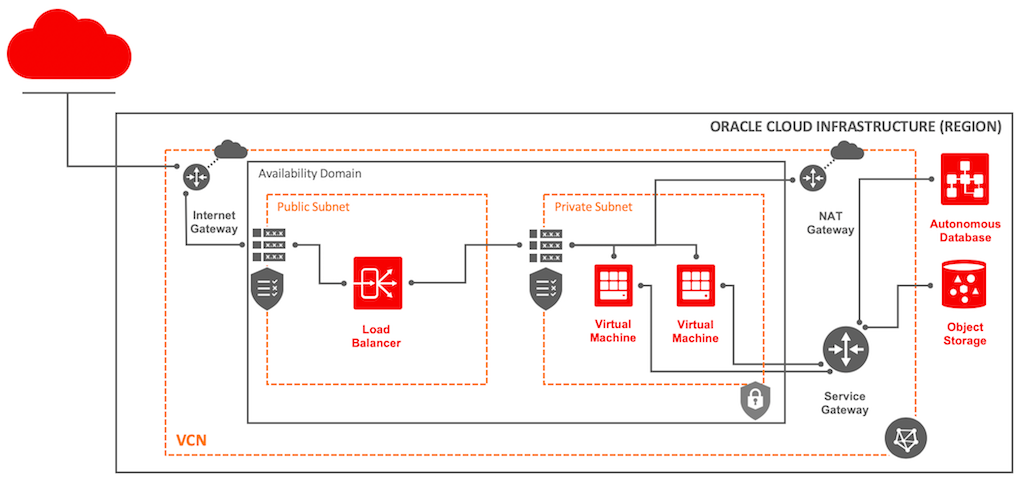 ORACLE CLOUD INFRASTRUCTURE (REGION)
Availability Domain
Public Subnet
Private Subnet
Internet
Gateway
NAT
Gateway
Autonomous
Database
Load
Balancer
Virtual
Machine
Virtual
Machine
Object
Storage
Service
Gateway
VCN